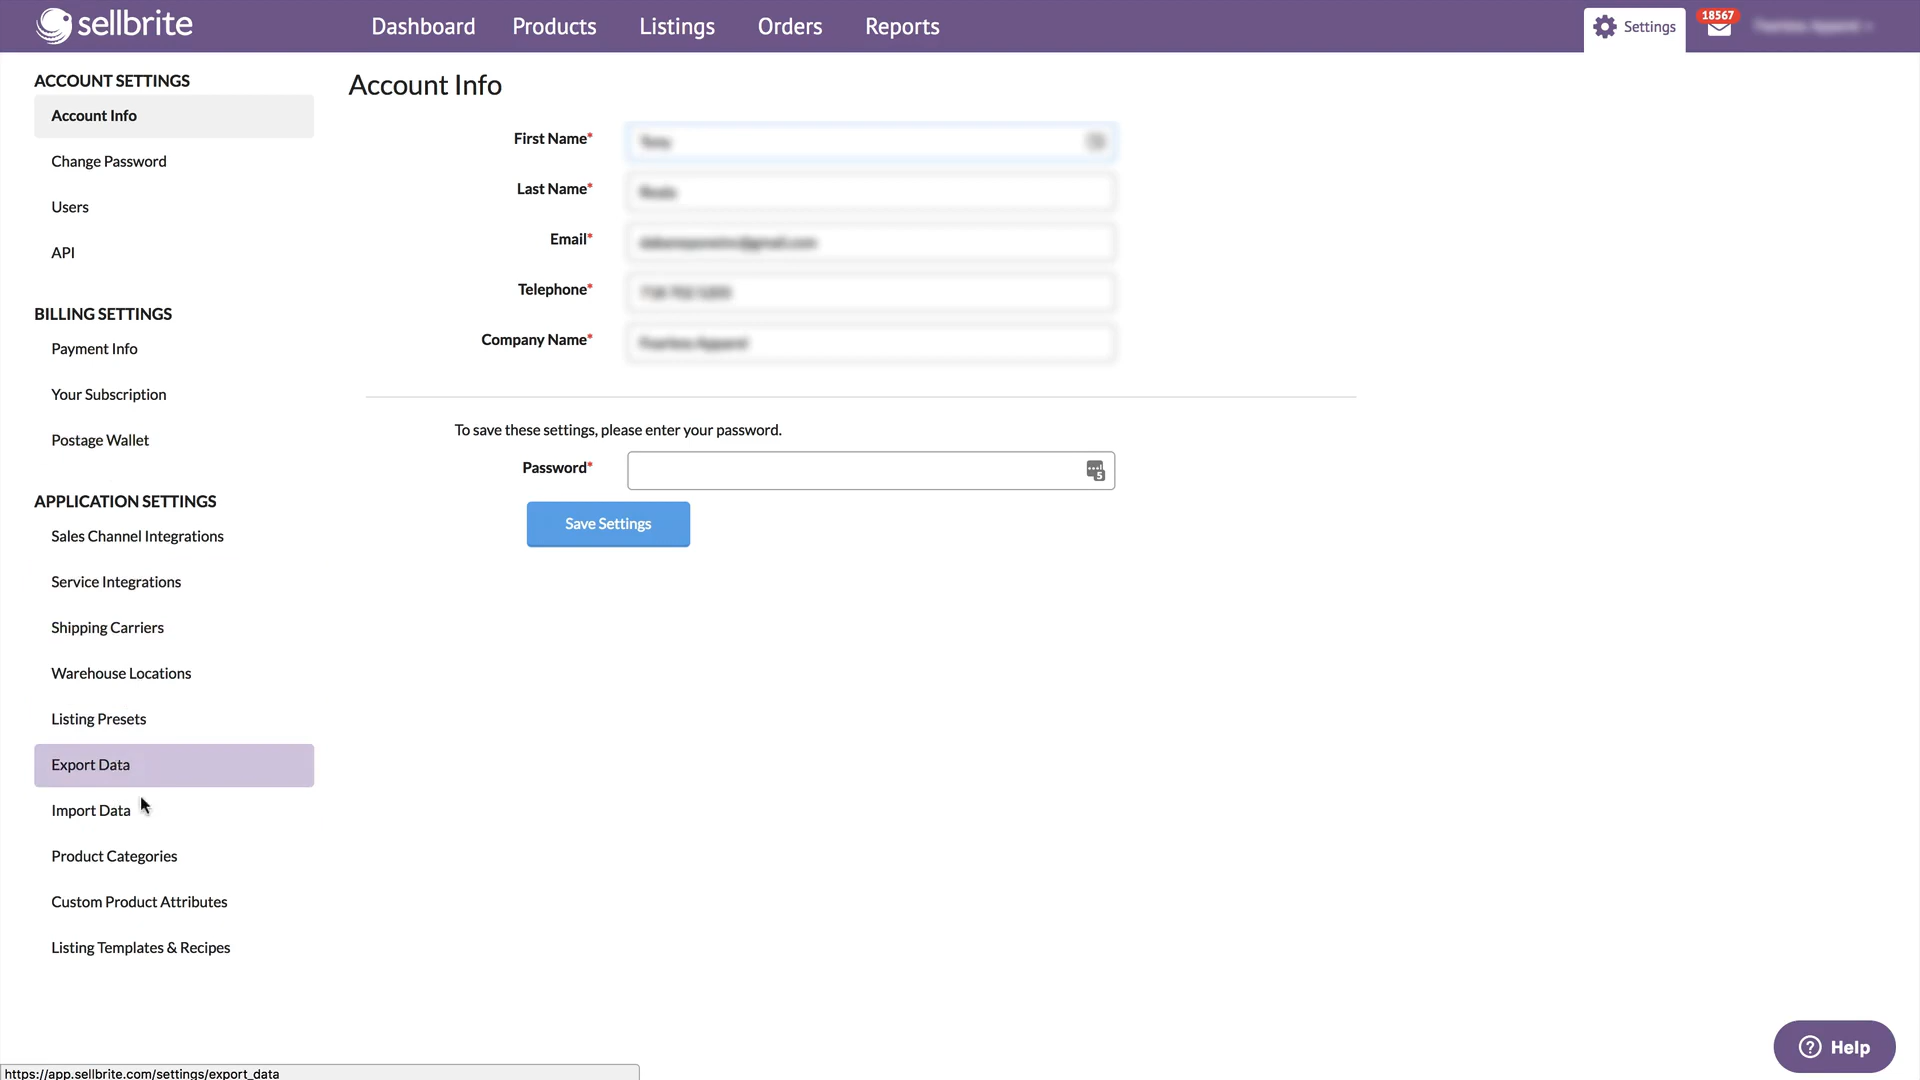 sellbrite
Dashboard Products Listings Orders Reports
Settings
18567
ACCOUNT SETTINGS
Account Info
Change Password
Users
API
BILLING SETTINGS
Payment Info
Your Subscription
Postage Wallet
APPLICATION SETTINGS
Sales Channel Integrations
Service Integrations
Shipping Carriers
Warehouse Locations
Listing Presets
Export Data
Import Data
Product Categories
Custom Product Attributes
Listing Templates & Recipes
Account Info
First Name*
Last Name*
Email*
Telephone*
Company Name*
To save these settings, please enter your password.
Password*
5
Save Settings
? Help
https://app.sellbrite.com/settings/export_data